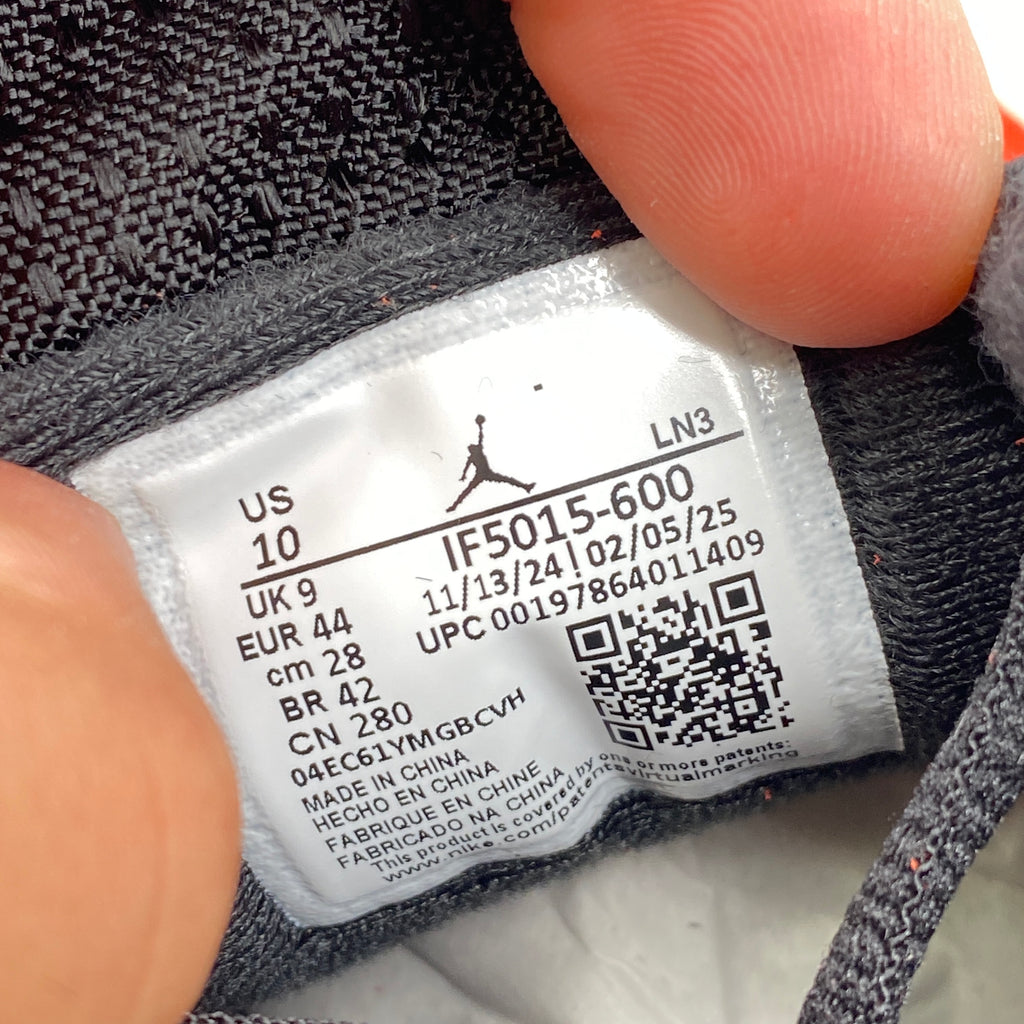 US
10
LN3
UK 9
EUR 44
cm 28
BR 42
CN 280
IF5015-600
11/13/24|02/05/25
UPC 00197864011409
04EC61YMGBCVH
MADE IN CHINA
HECHO EN CHINA
FABRIQUE EN CHINE
FABRICADO NA CHINA
This product is covered by one or more patents:
www.nike.com/patentsvirtualmarking